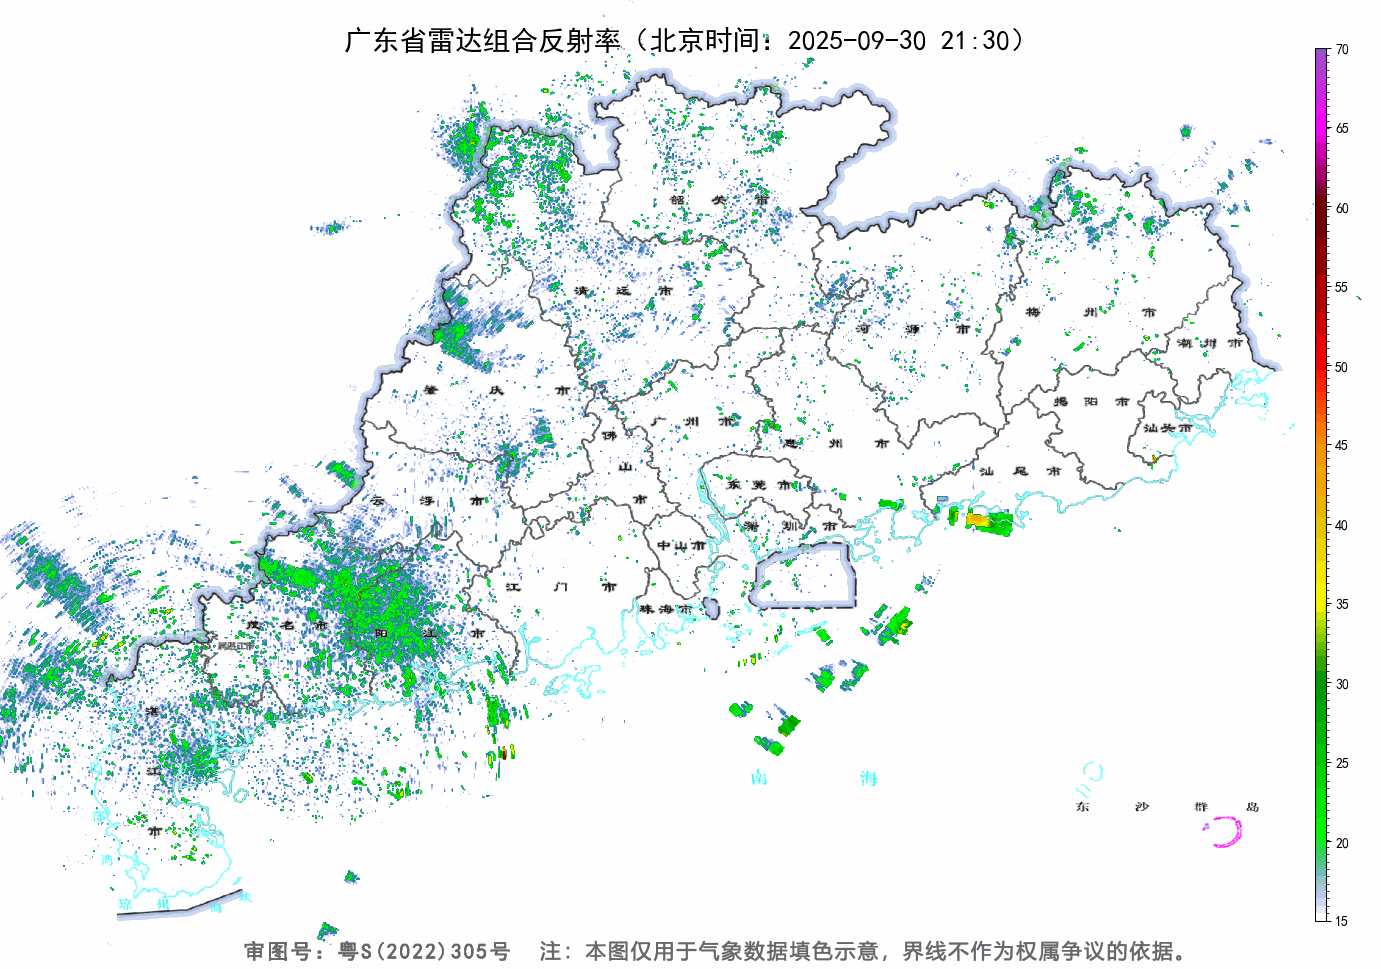 广东省雷达组合反射率（北京时间：2025-09-30 21:30）
70
65
60
55
50
45
40
35
30
25
20
15
韶 关 市
清 远 市
河 源 市
梅 州 市
潮 州 市
肇 庆 市
广 州 市
佛 山 市
惠 州 市
揭 阳 市
汕头市
汕 尾 市
云 浮 市
东 莞 市
深 圳 市
中山市
江 门 市
珠海市
茂 名 市
阳 江 市
属湛江市
湛 江 市
南 海
东 沙 群 岛
湾
琼 州 海 峡
审图号：粤S(2022)305号 注：本图仅用于气象数据填色示意，界线不作为权属争议的依据。